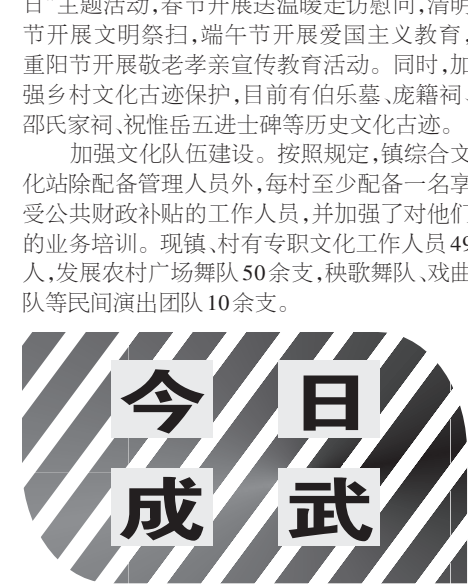 日”主题活动,春节开展送温暖走访慰问,清明
节开展文明祭扫,端午节开展爱国主义教育,
重阳节开展敬老孝亲宣传教育活动。同时,加
强乡村文化古迹保护,目前有伯乐墓、庞籍祠、
邵氏家祠、祝惟岳五进士碑等历史文化古迹。
加强文化队伍建设。按照规定,镇综合文
化站除配备管理人员外,每村至少配备一名享
受公共财政补贴的工作人员,并加强了对他们
的业务培训。现镇、村有专职文化工作人员49
人,发展农村广场舞队50余支,秧歌舞队、戏曲
队等民间演出团队10余支。
今日
成武